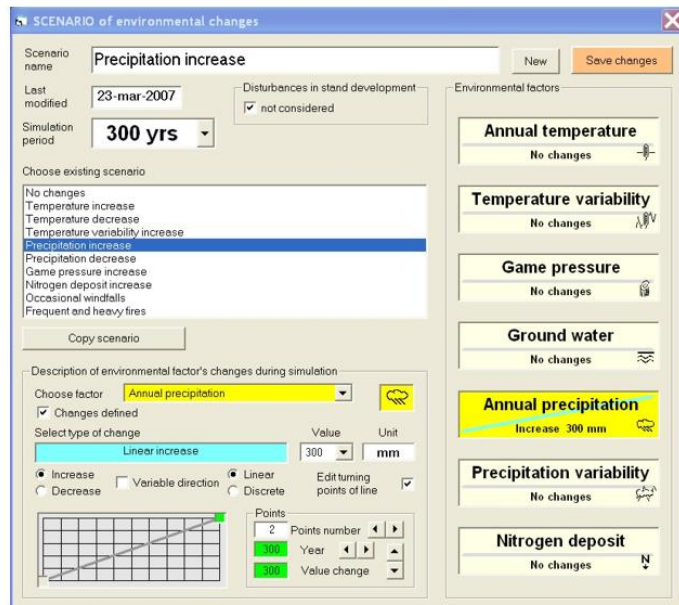 SCENARIO of environmental changes
Scenario
name
Precipitation increase
New
Save changes
Last
modified
23-mar-2007
Disturbances in stand development
not considered
Simulation
period
300 yrs
Choose existing scenario
No changes
Temperature increase
Temperature decrease
Temperature variability increase
Precipitation increase
Precipitation decrease
Game pressure increase
Nitrogen deposit increase
Occasional windfalls
Frequent and heavy fires
Copy scenario
Description of environmental factor's changes during simulation
Choose factor
Annual precipitation
Changes defined
Select type of change
Value
Unit
Linear increase
300
mm
Increase
Decrease
Variable direction
Linear
Discrete
Edit turning
points of line
Points
2
Points number
300
Year
300
Value change
Environmental factors
Annual temperature
No changes
Temperature variability
No changes
Game pressure
No changes
Ground water
No changes
Annual precipitation
Increase 300 mm
Precipitation variability
No changes
Nitrogen deposit
No changes
N